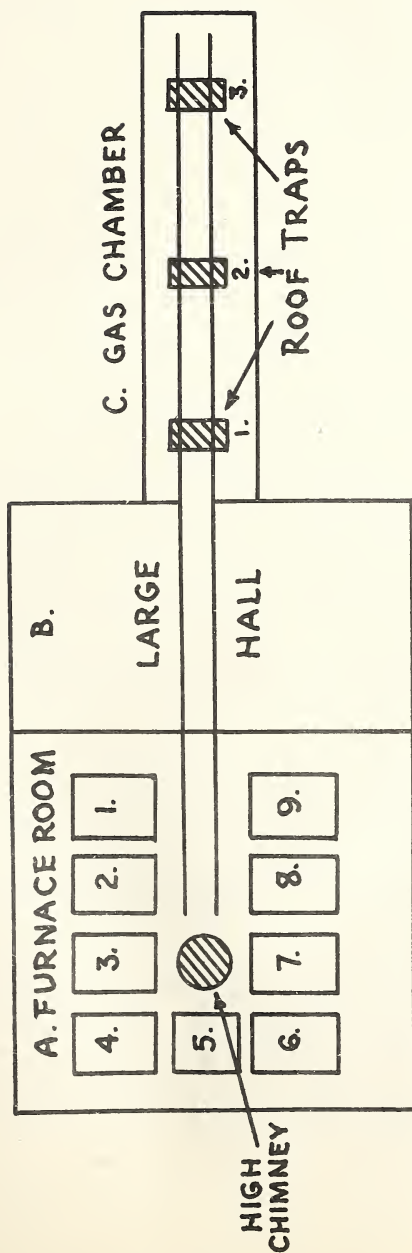 A. FURNACE ROOM
1.
2.
3.
4.
5.
6.
7.
8.
9.
HIGH
CHIMNEY
B.
LARGE
HALL
C. GAS CHAMBER
1.
2.
3.
ROOF TRAPS